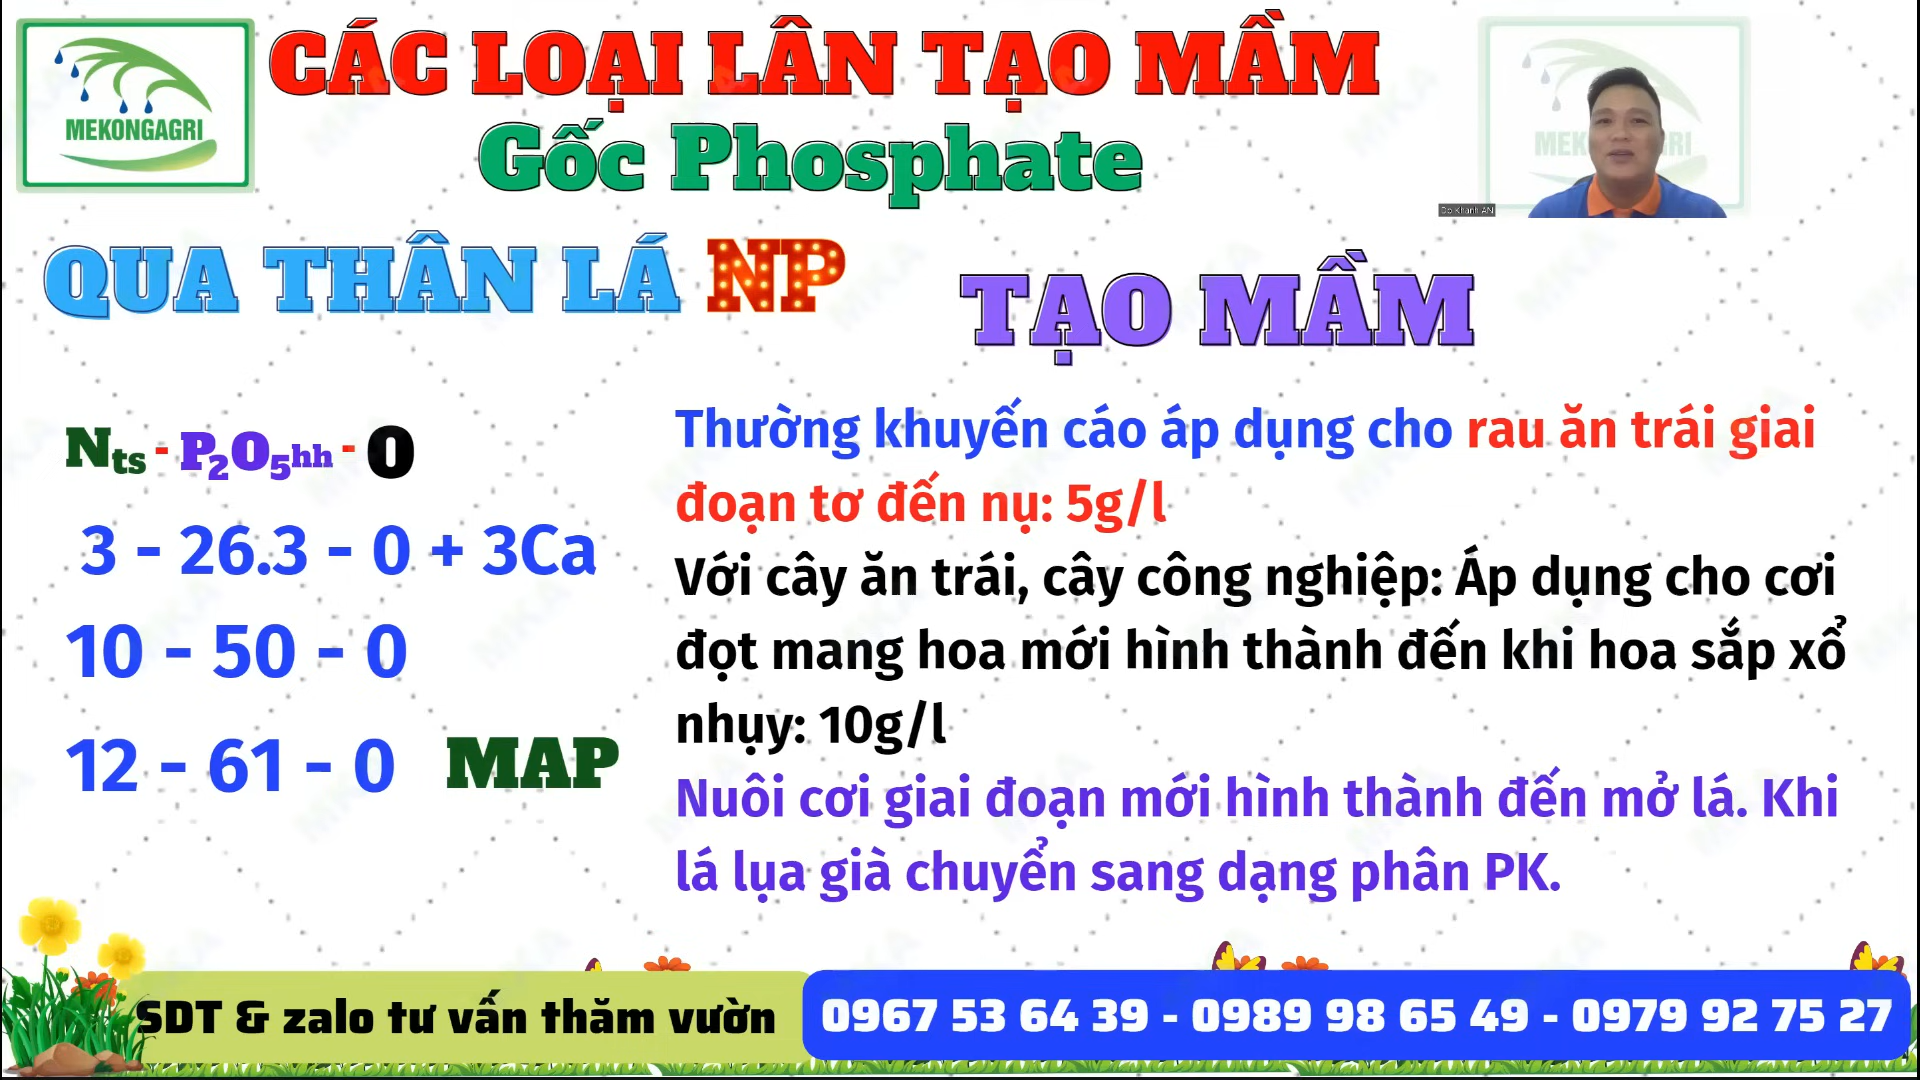 MEKONGAGRI
CÁC LOẠI LÂN TẠO MẦM
Gốc Phosphate
Do Khanh AN
QUA THÂN LÁ NP
TẠO MẦM
Nts - P2O5hh - 0
3 - 26.3 - 0 + 3Ca
10 - 50 - 0
12 - 61 - 0 MAP
Thường khuyến cáo áp dụng cho rau ăn trái giai
đoạn tơ đến nụ: 5g/l
Với cây ăn trái, cây công nghiệp: Áp dụng cho cơi
đọt mang hoa mới hình thành đến khi hoa sắp xổ
nhụy: 10g/l
Nuôi cơi giai đoạn mới hình thành đến mở lá. Khi
lá lụa già chuyển sang dạng phân PK.
SDT & zalo tư vấn thăm vườn
0967 53 64 39 - 0989 98 65 49 - 0979 92 75 27